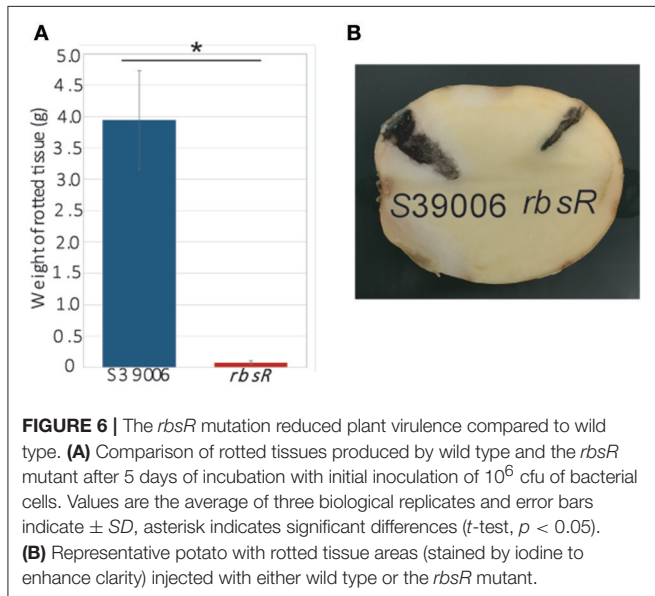 A
B
*
5.0
4.5
4.0
3.5
3.0
2.5
2.0
1.5
1.0
0.5
0
Weight of rotted tissue (g)
S39006 rbsR
S39006 rbsR
FIGURE 6 | The rbsR mutation reduced plant virulence compared to wild
type. (A) Comparison of rotted tissues produced by wild type and the rbsR
mutant after 5 days of incubation with initial inoculation of 10⁶ cfu of bacterial
cells. Values are the average of three biological replicates and error bars
indicate ± SD, asterisk indicates significant differences (t-test, p < 0.05).
(B) Representative potato with rotted tissue areas (stained by iodine to
enhance clarity) injected with either wild type or the rbsR mutant.